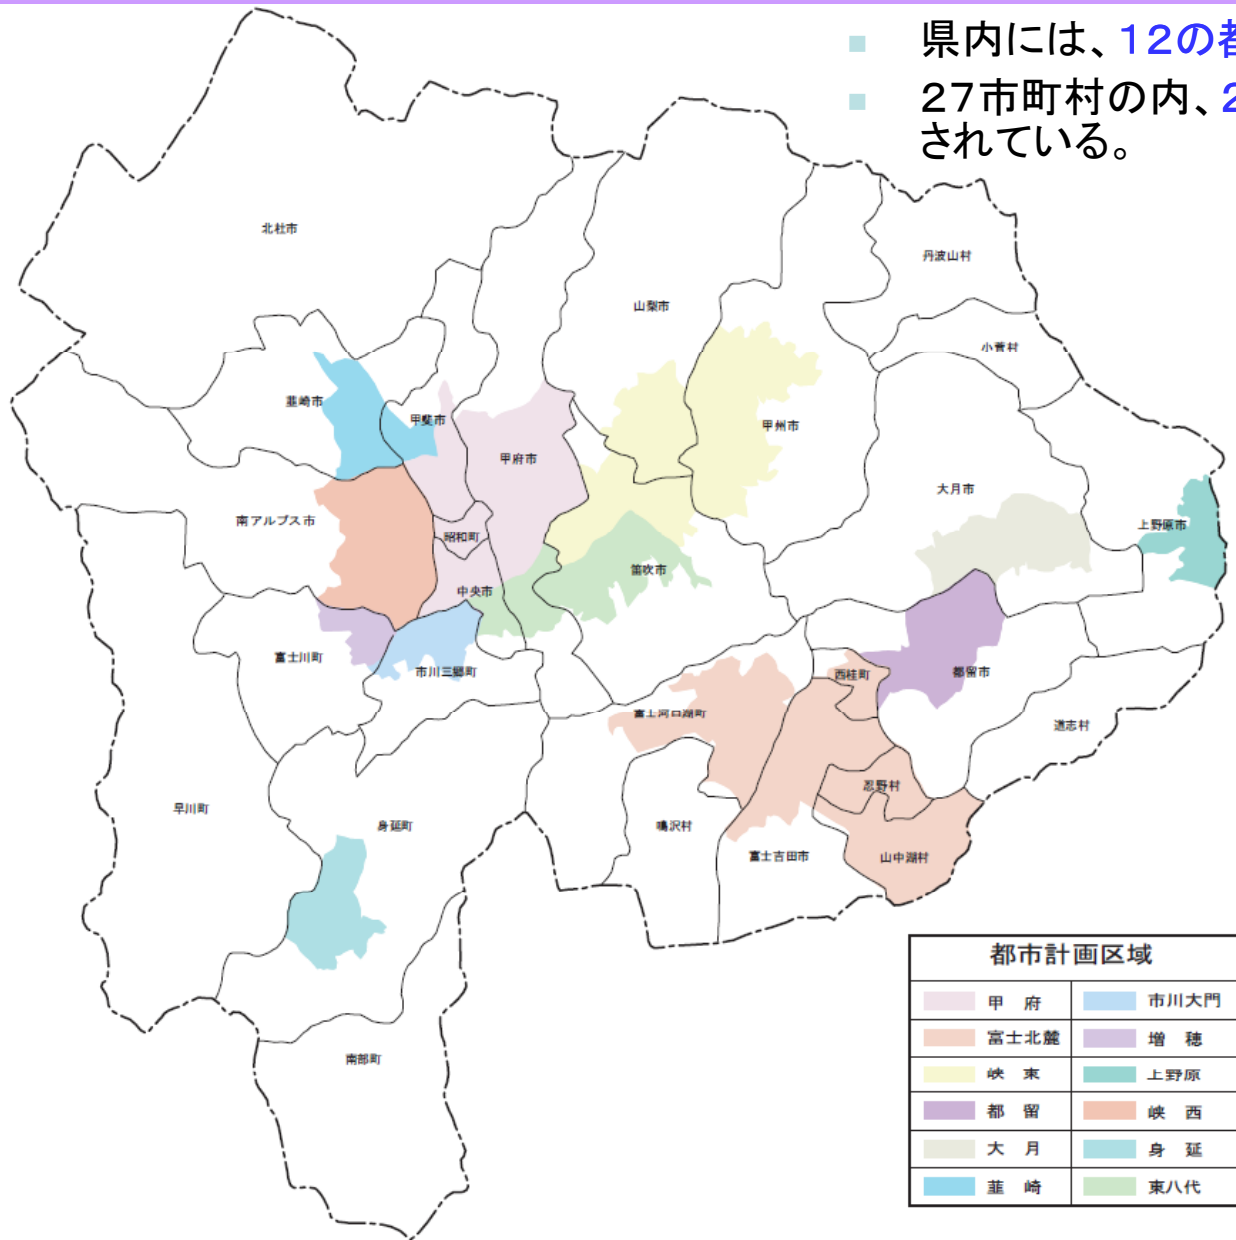 県内には、12の都
27市町村の内、2
されている。
北杜市
丹波山村
山梨市
小菅村
韮崎市
甲斐市
甲州市
甲府市
大月市
南アルプス市
上野原市
昭和町
笛吹市
中央市
富士川町
市川三郷町
西桂町
都留市
富士河口湖町
道志村
忍野村
早川町
身延町
鳴沢村
富士吉田市
山中湖村
南部町
都市計画区域
甲 府 市川大門
富士北麓 増 穂
峡 東 上野原
都 留 峡 西
大 月 身 延
韮 崎 東八代